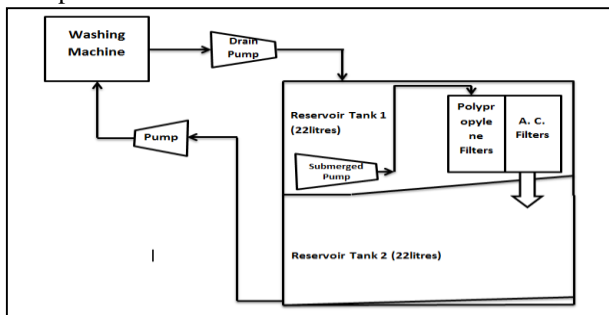 Washing
Machine
Drain
Pump
Reservoir Tank 1
(22litres)
Polypr
opyle
ne
Filters
A. C.
Filters
Pump
Submerged
Pump
Reservoir Tank 2 (22litres)